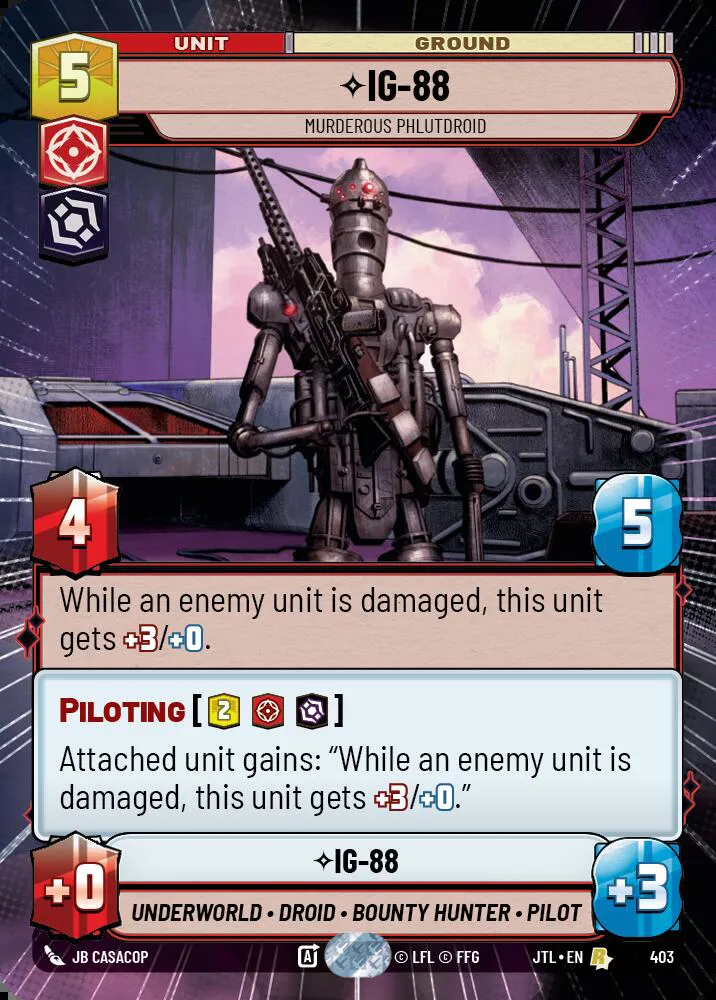 UNIT GROUND
5
IG-88
MURDEROUS PHLUTDROID
4
5
While an enemy unit is damaged, this unit
gets +3/+0.
PILOTING [2]
Attached unit gains: “While an enemy unit is
damaged, this unit gets +3/+0.”
+0
IG-88
+3
UNDERWORLD • DROID • BOUNTY HUNTER • PILOT
JB CASACOP A © LFL © FFG JTL • EN R 403